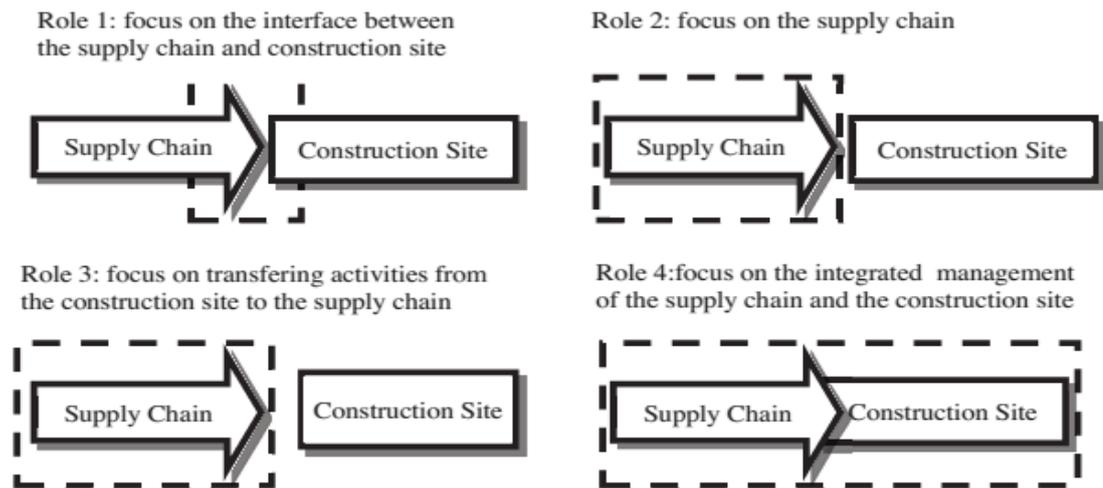 Role 1: focus on the interface between
the supply chain and construction site
Supply Chain
Construction Site
Role 2: focus on the supply chain
Supply Chain
Construction Site
Role 3: focus on transfering activities from
the construction site to the supply chain
Supply Chain
Construction Site
Role 4:focus on the integrated management
of the supply chain and the construction site
Supply Chain
Construction Site